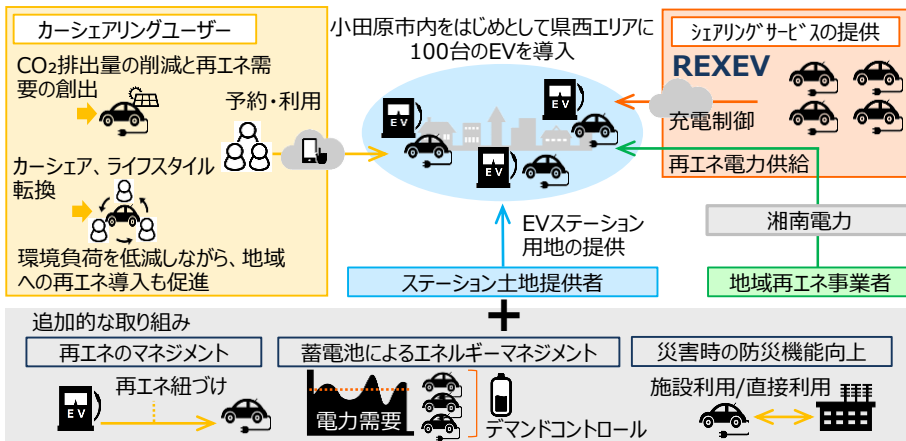 カーシェアリングユーザー
CO₂排出量の削減と再エネ需
要の創出
カーシェア、ライフスタイル
転換
環境負荷を低減しながら、地域
への再エネ導入も促進
予約・利用
小田原市内をはじめとして県西エリアに
100台のEVを導入
EV
EV
EV
EVステーション
用地の提供
ステーション土地提供者
ｼｪｱﾘﾝｸﾞｻｰﾋﾞｽの提供
REXEV
充電制御
再エネ電力供給
湘南電力
地域再エネ事業者
+
追加的な取り組み
再エネのマネジメント
EV
再エネ紐づけ
蓄電池によるエネルギーマネジメント
電力需要
デマンドコントロール
災害時の防災機能向上
施設利用/直接利用